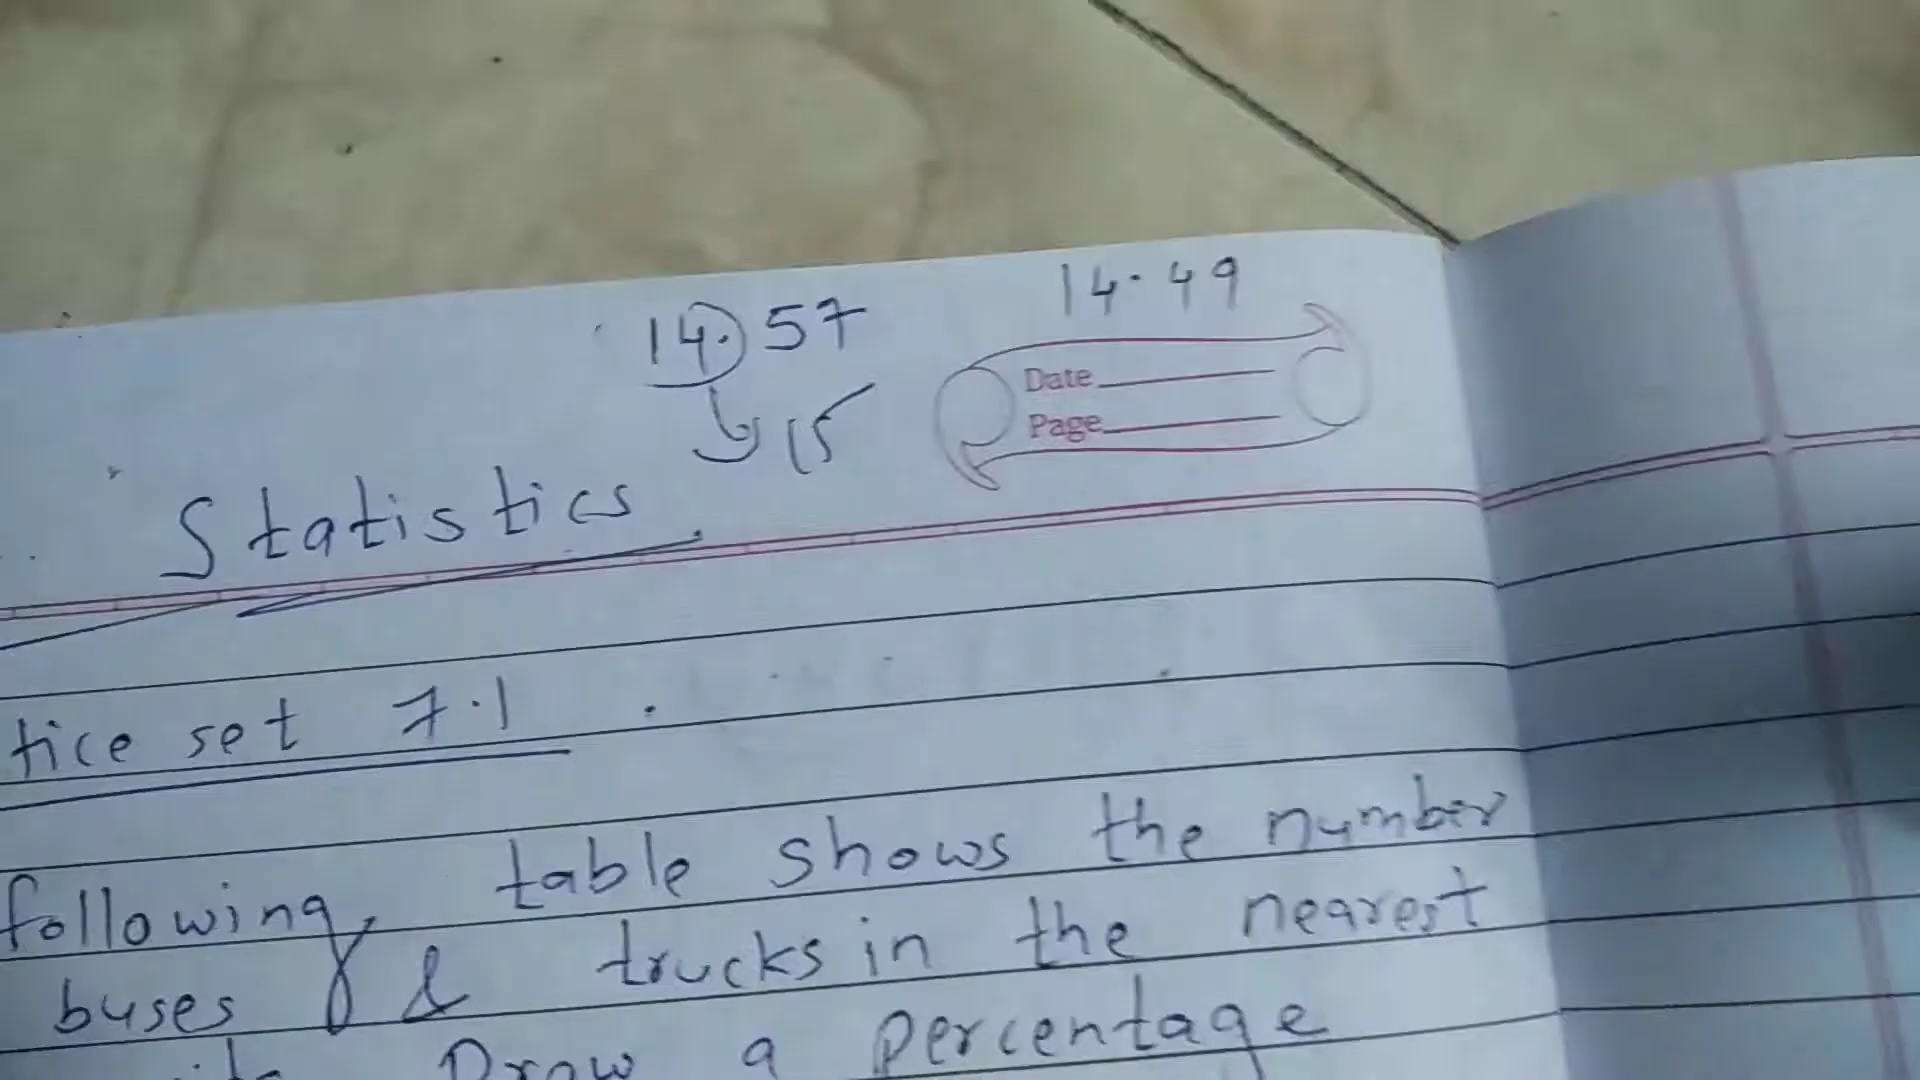 14.49
14.57
15
Date
Page
Statistics
tice set 7.1
following table shows the number
buses & trucks in the nearest
Draw a percentage